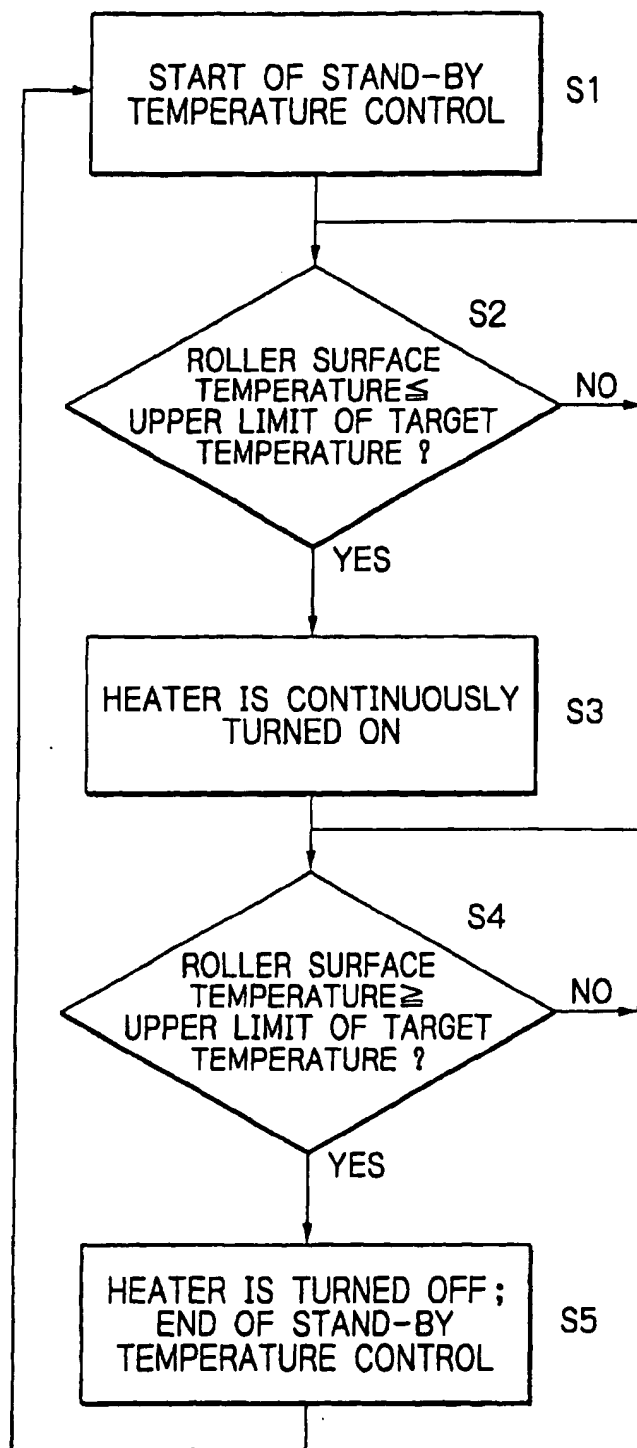 START OF STAND-BY
TEMPERATURE CONTROL
S1
S2
ROLLER SURFACE
TEMPERATURE≦
UPPER LIMIT OF TARGET
TEMPERATURE ?
NO
YES
HEATER IS CONTINUOUSLY
TURNED ON
S3
S4
ROLLER SURFACE
TEMPERATURE≧
UPPER LIMIT OF TARGET
TEMPERATURE ?
NO
YES
HEATER IS TURNED OFF;
END OF STAND-BY
TEMPERATURE CONTROL
S5